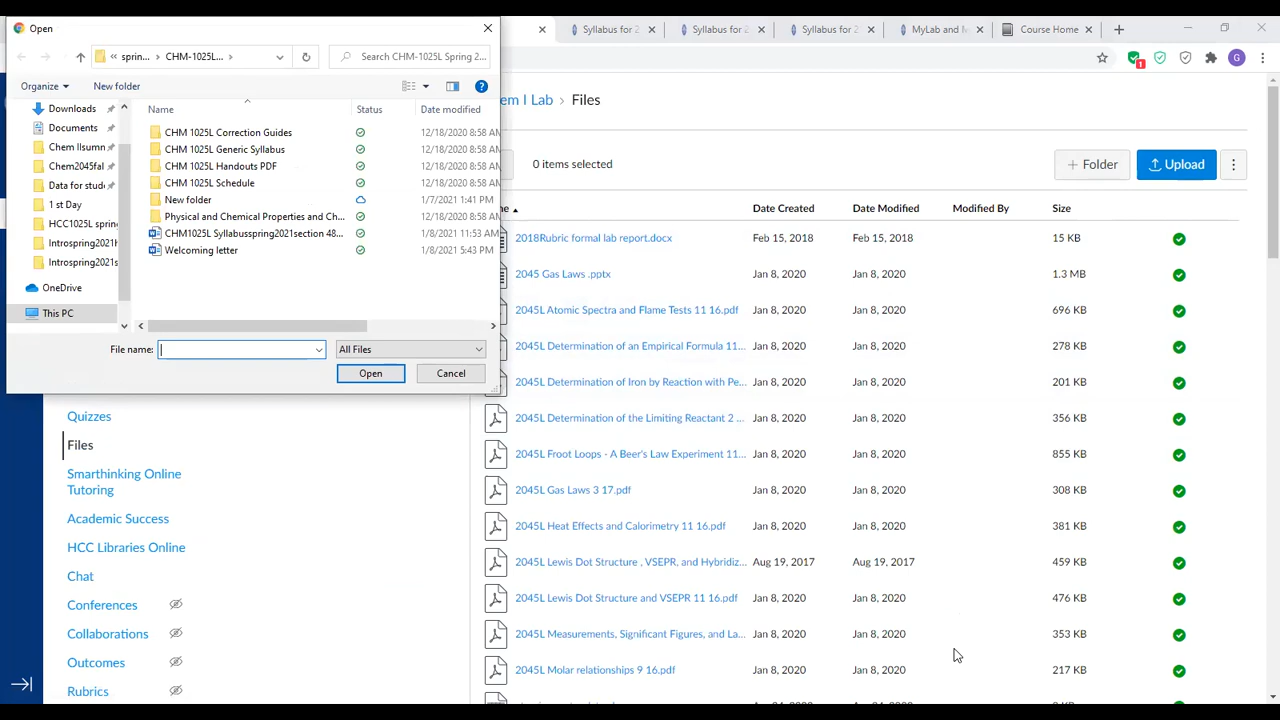 Open
Syllabus for 2
Syllabus for 2
Syllabus for 2
MyLab and
Course Home
« sprin... › CHM-1025L... ›
Search CHM-1025L Spring 2...
1
G
Organize
New folder
em I Lab › Files
Downloads
Documents
Chem Ilsumn
Chem2045fal
Data for stude
1 st Day
HCC1025L sprin
Introspring2021h
Introspring2021s
OneDrive
This PC
Name Status Date modified
CHM 1025L Correction Guides 12/18/2020 8:58 AM
CHM 1025L Generic Syllabus 12/18/2020 8:58 AM
CHM 1025L Handouts PDF 12/18/2020 8:58 AM
CHM 1025L Schedule 12/18/2020 8:58 AM
New folder 1/7/2021 1:41 PM
Physical and Chemical Properties and Ch... 12/18/2020 8:58 AM
CHM1025L Syllabusspring2021section 48... 1/8/2021 11:53 AM
Welcoming letter 1/8/2021 5:43 PM
File name:
All Files
Open Cancel
0 items selected
+ Folder
Upload
me Date Created Date Modified Modified By Size
2018Rubric formal lab report.docx Feb 15, 2018 Feb 15, 2018 15 KB
2045 Gas Laws .pptx Jan 8, 2020 Jan 8, 2020 1.3 MB
2045L Atomic Spectra and Flame Tests 11 16.pdf Jan 8, 2020 Jan 8, 2020 696 KB
2045L Determination of an Empirical Formula 11... Jan 8, 2020 Jan 8, 2020 278 KB
2045L Determination of Iron by Reaction with Pe... Jan 8, 2020 Jan 8, 2020 201 KB
2045L Determination of the Limiting Reactant 2 ... Jan 8, 2020 Jan 8, 2020 356 KB
2045L Froot Loops - A Beer's Law Experiment 11... Jan 8, 2020 Jan 8, 2020 855 KB
2045L Gas Laws 3 17.pdf Jan 8, 2020 Jan 8, 2020 308 KB
2045L Heat Effects and Calorimetry 11 16.pdf Jan 8, 2020 Jan 8, 2020 381 KB
2045L Lewis Dot Structure , VSEPR, and Hybridiz... Aug 19, 2017 Aug 19, 2017 459 KB
2045L Lewis Dot Structure and VSEPR 11 16.pdf Jan 8, 2020 Jan 8, 2020 476 KB
2045L Measurements, Significant Figures, and La... Jan 8, 2020 Jan 8, 2020 353 KB
2045L Molar relationships 9 16.pdf Jan 8, 2020 Jan 8, 2020 217 KB
Quizzes
Files
Smarthinking Online
Tutoring
Academic Success
HCC Libraries Online
Chat
Conferences
Collaborations
Outcomes
Rubrics